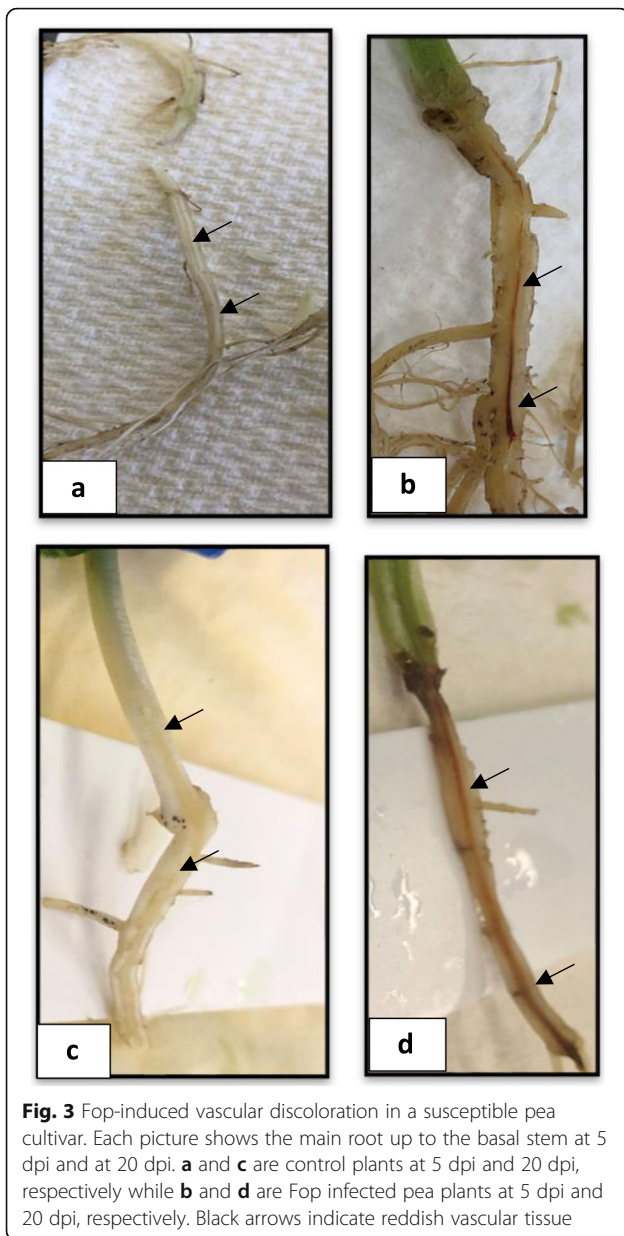 a
b
c
d
Fig. 3 Fop-induced vascular discoloration in a susceptible pea
cultivar. Each picture shows the main root up to the basal stem at 5
dpi and at 20 dpi. a and c are control plants at 5 dpi and 20 dpi,
respectively while b and d are Fop infected pea plants at 5 dpi and
20 dpi, respectively. Black arrows indicate reddish vascular tissue